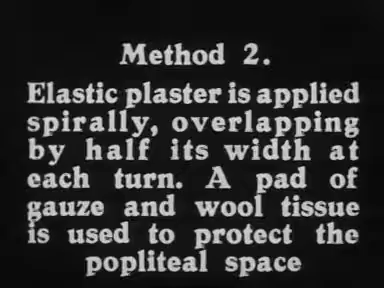 Method 2.
Elastic plaster is applied
spirally, overlapping
by half its width at
each turn. A pad of
gauze and wool tissue
is used to protect the
popliteal space